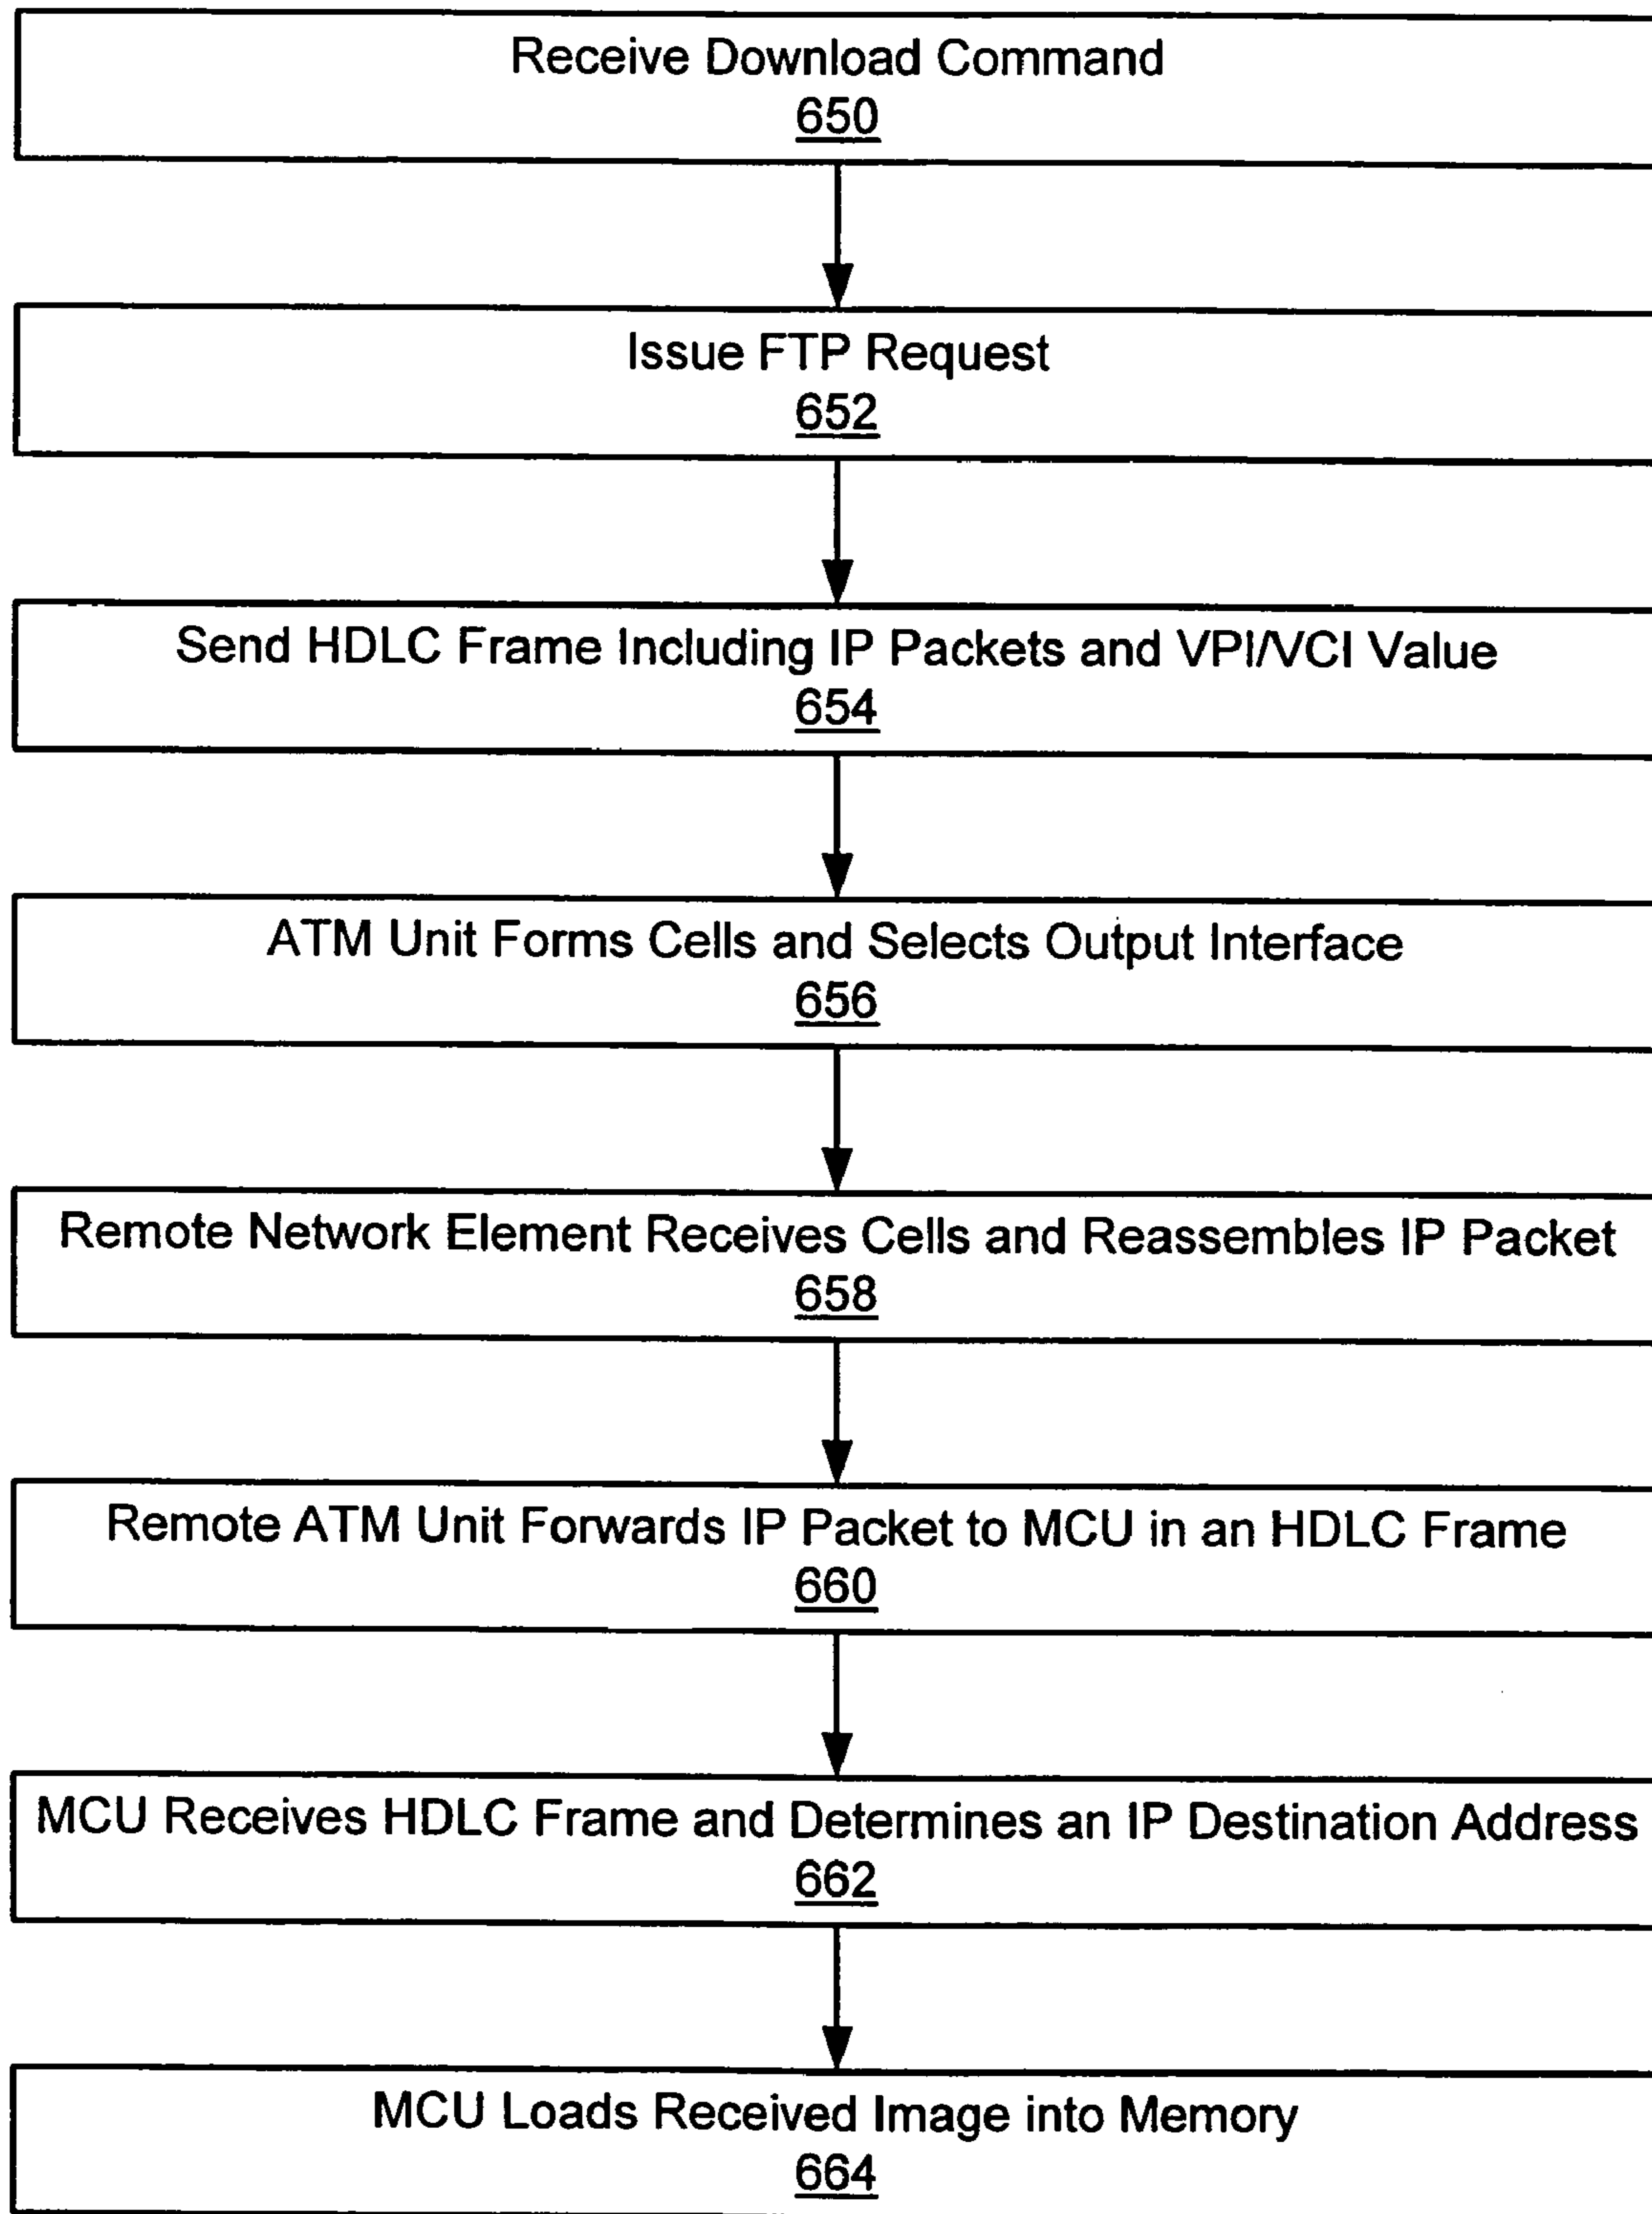 Receive Download Command
650
Issue FTP Request
652
Send HDLC Frame Including IP Packets and VPI/VCI Value
654
ATM Unit Forms Cells and Selects Output Interface
656
Remote Network Element Receives Cells and Reassembles IP Packet
658
Remote ATM Unit Forwards IP Packet to MCU in an HDLC Frame
660
MCU Receives HDLC Frame and Determines an IP Destination Address
662
MCU Loads Received Image into Memory
664